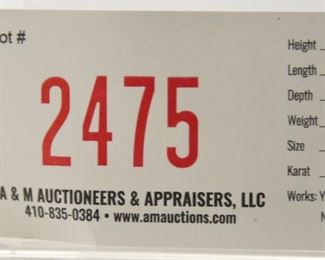 ot #
2475
A & M AUCTIONEERS & APPRAISERS, LLC
410-835-0384 • www.amauctions.com
Height
Length
Depth
Weight
Size
Karat
Works: Y
N